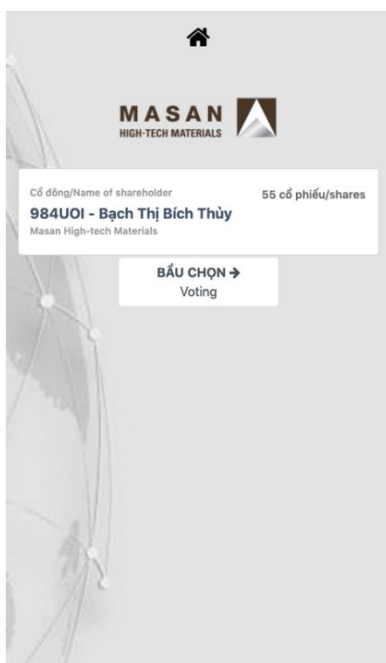 MASAN
HIGH-TECH MATERIALS
Cổ đông/Name of shareholder 55 cổ phiếu/shares
984UOI - Bạch Thị Bích Thủy
Masan High-tech Materials
BẦU CHỌN →
Voting